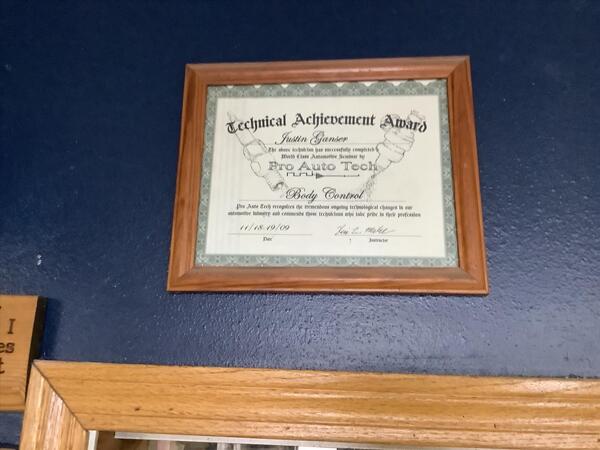 Technical Achievement Award
Justin Ganser
The above technician has successfully completed
World Class Automotive Seminar by
Pro Auto Tech
Body Control
Pro Auto Tech recognizes the tremendous ongoing technological changes in our
automotive industry and commends those technicians who take pride in their profession
11/18-19/09
Date
Instructor
I
es
t